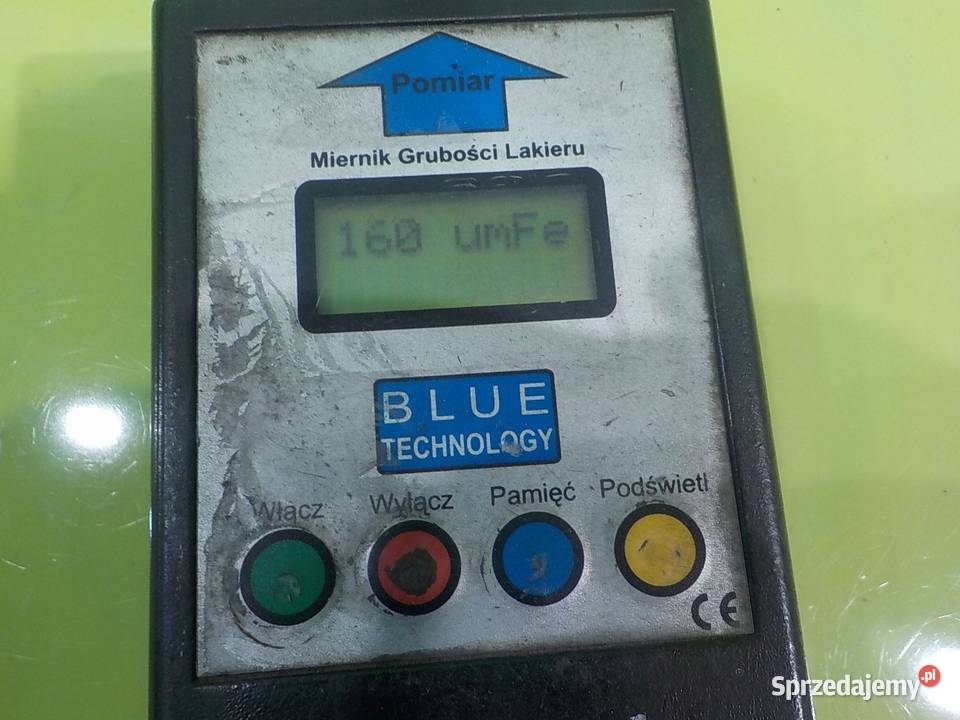 Pomiar
Miernik Grubości Lakieru
160 umFe
BLUE
TECHNOLOGY
Włącz Wyłącz Pamięć Podświetl
CE
Sprzedajemy.pl